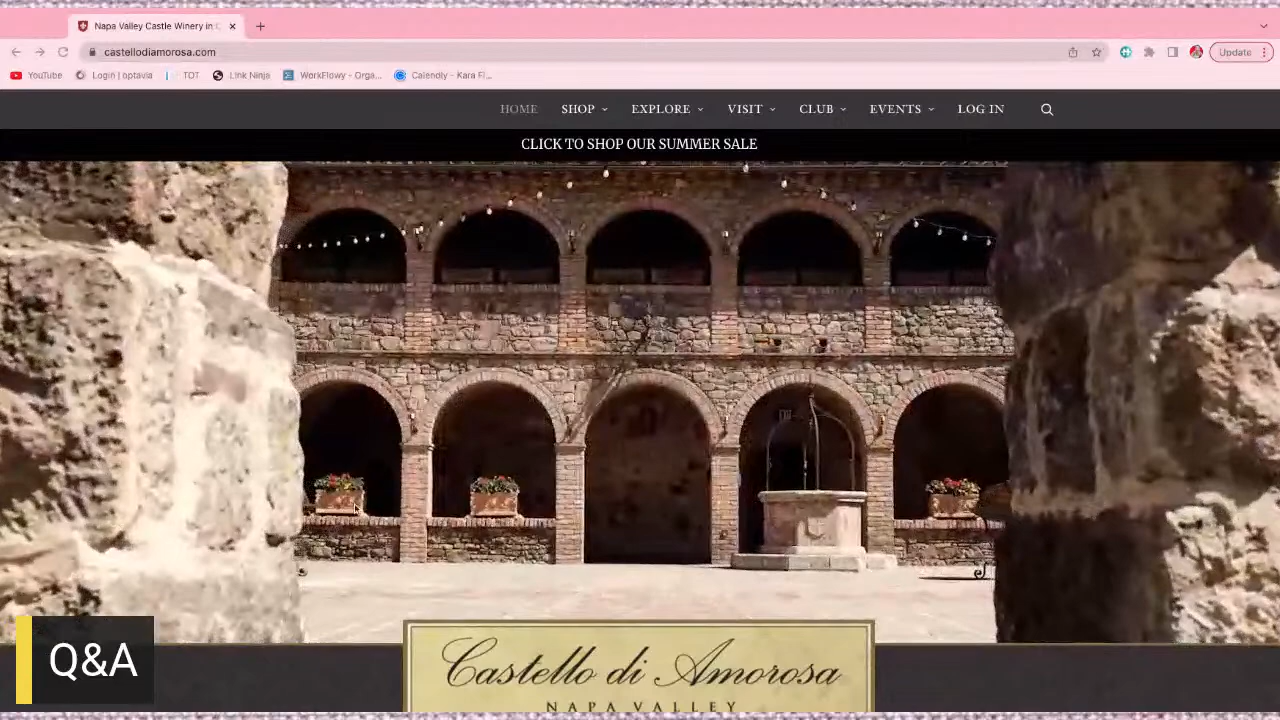 Napa Valley Castle Winery in C
castellodiamorosa.com
Update
YouTube
Login | optavia
TOT
Link Ninja
WorkFlowy - Orga...
Calendly - Kara Fi...
HOME
SHOP
EXPLORE
VISIT
CLUB
EVENTS
LOG IN
CLICK TO SHOP OUR SUMMER SALE
Castello di Amorosa
NAPA VALLEY
Q&A